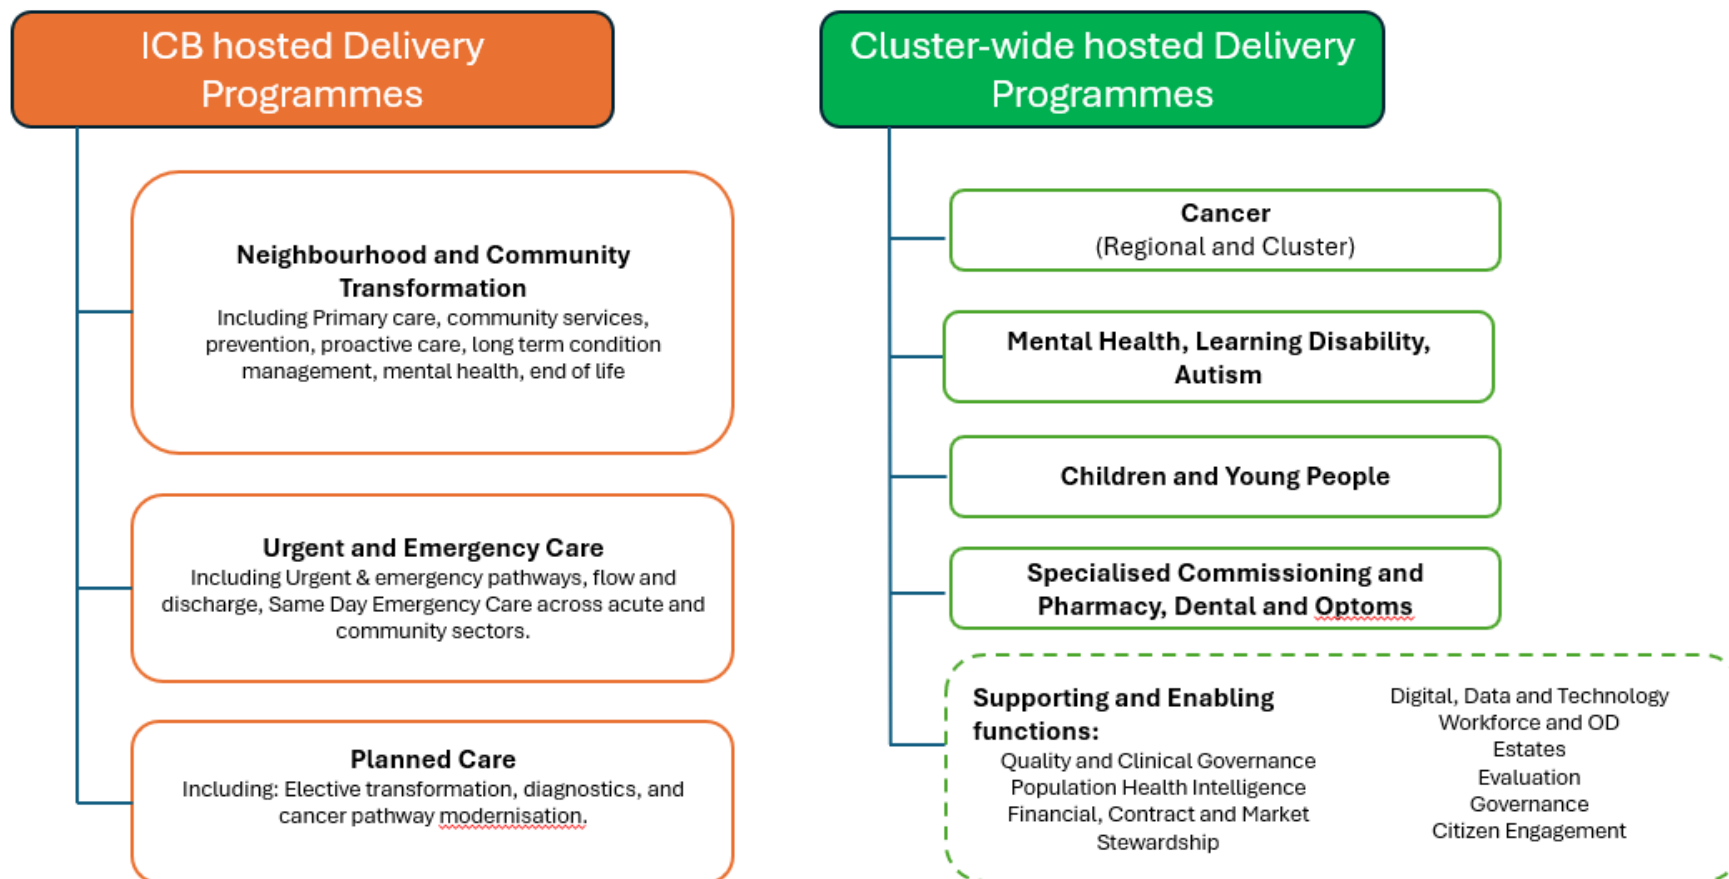 ICB hosted Delivery
Programmes
Neighbourhood and Community
Transformation
Including Primary care, community services,
prevention, proactive care, long term condition
management, mental health, end of life
Urgent and Emergency Care
Including Urgent & emergency pathways, flow and
discharge, Same Day Emergency Care across acute and
community sectors.
Planned Care
Including: Elective transformation, diagnostics, and
cancer pathway modernisation.
Cluster-wide hosted Delivery
Programmes
Cancer
(Regional and Cluster)
Mental Health, Learning Disability,
Autism
Children and Young People
Specialised Commissioning and
Pharmacy, Dental and Optoms
Supporting and Enabling
functions:
Quality and Clinical Governance
Population Health Intelligence
Financial, Contract and Market
Stewardship
Digital, Data and Technology
Workforce and OD
Estates
Evaluation
Governance
Citizen Engagement